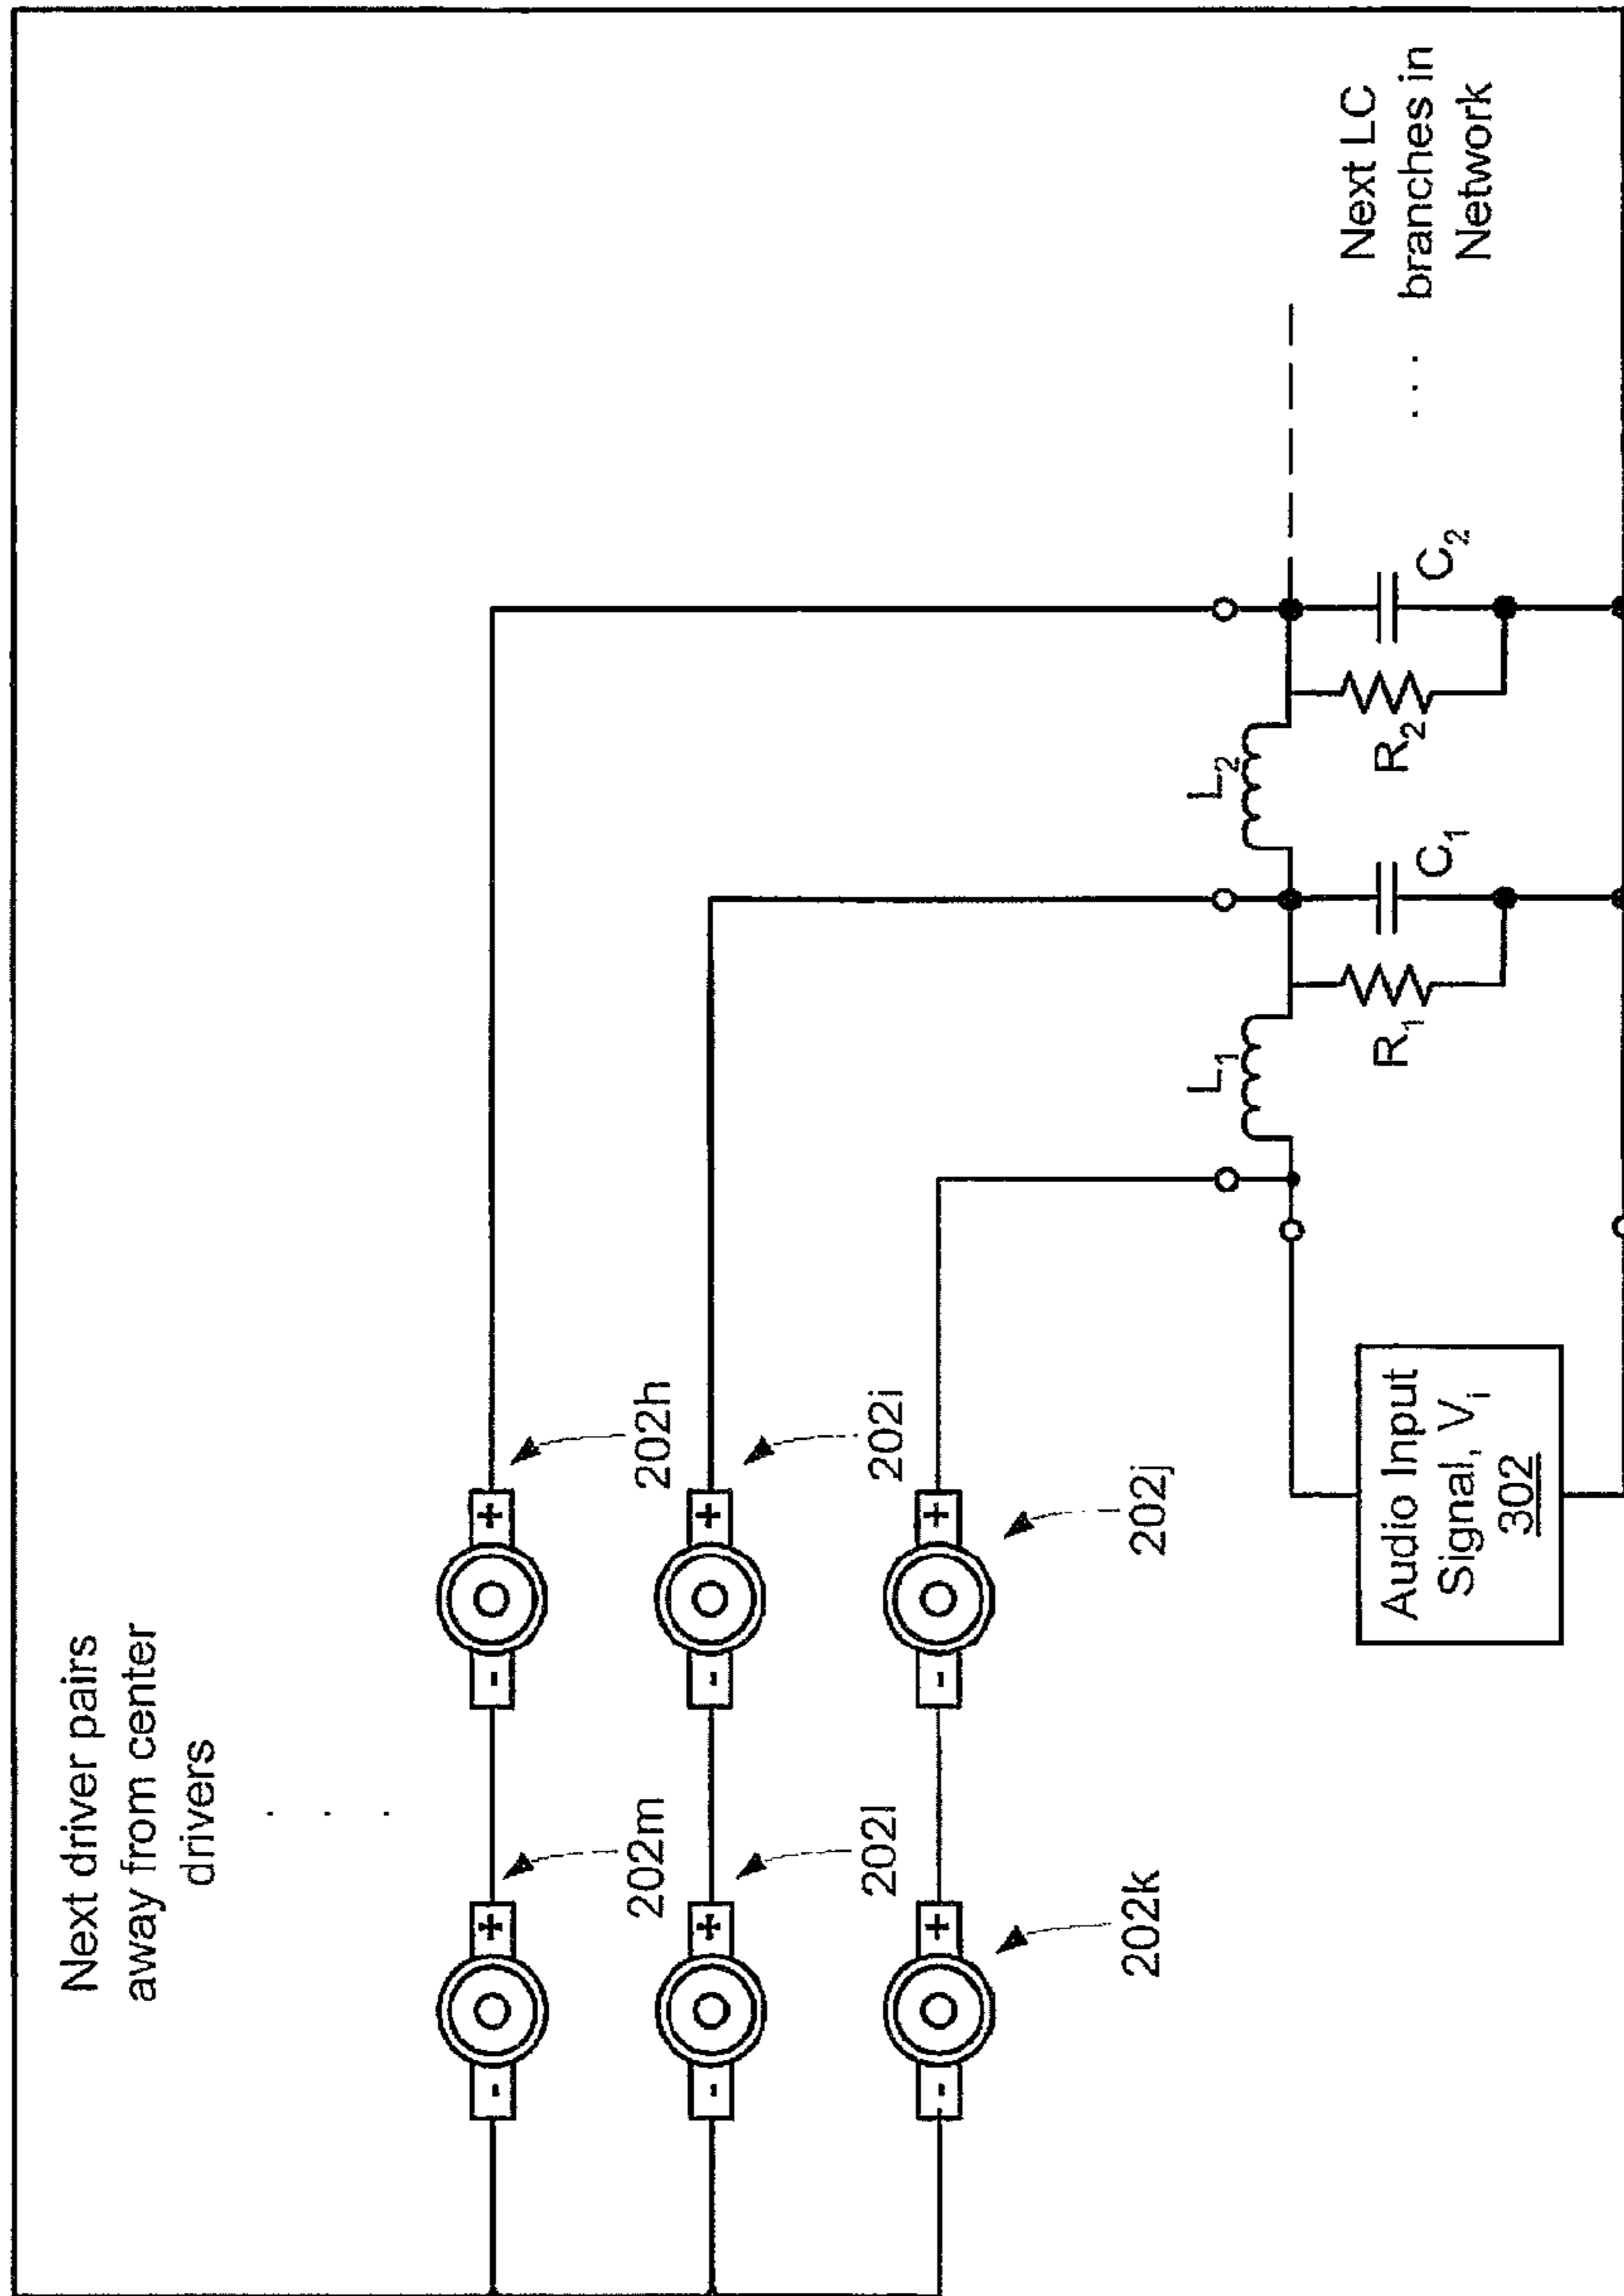 Next driver pairs
away from center
drivers
. . .
- + - +
202m
202h
- + - +
202l
202i
- + - +
202k
202j
L1
L2
R1
C1
R2
C2
Next LC
. . . branches in
Network
Audio Input
Signal, Vi
302